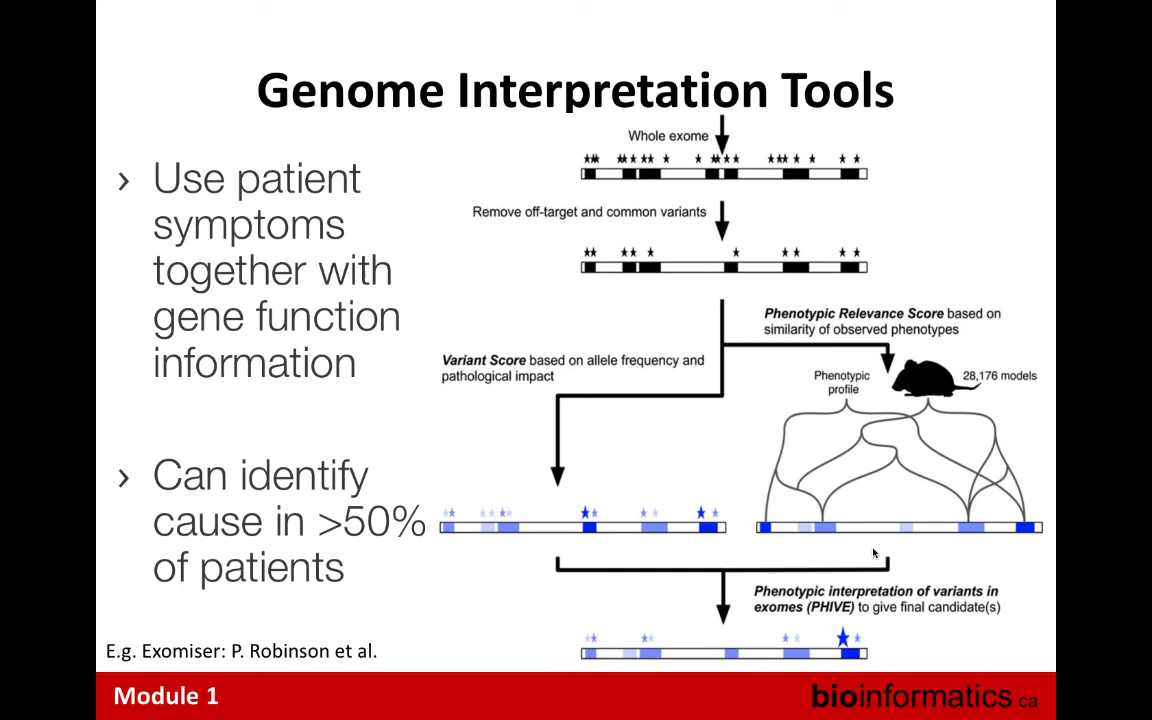 Genome Interpretation Tools
› Use patient
symptoms
together with
gene function
information
› Can identify
cause in >50%
of patients
E.g. Exomiser: P. Robinson et al.
Whole exome
Remove off-target and common variants
Phenotypic Relevance Score based on
similarity of observed phenotypes
Variant Score based on allele frequency and
pathological impact
Phenotypic
profile
28,176 models
Phenotypic interpretation of variants in
exomes (PHIVE) to give final candidate(s)
Module 1
bioinformatics.ca